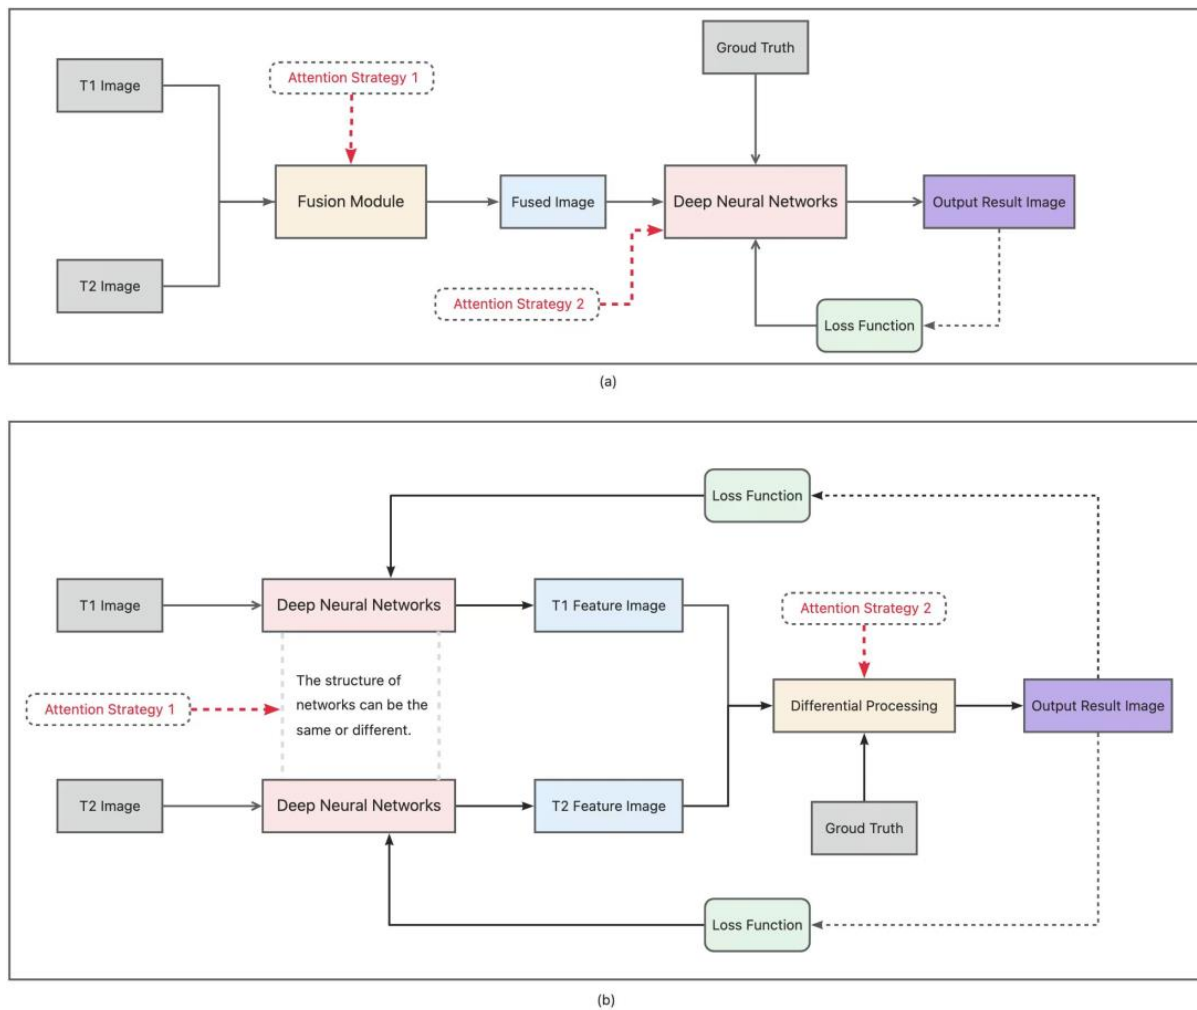 Groud Truth
T1 Image
Attention Strategy 1
Fusion Module
Fused Image
Deep Neural Networks
Output Result Image
T2 Image
Attention Strategy 2
Loss Function
(a)
Loss Function
T1 Image
Deep Neural Networks
T1 Feature Image
Attention Strategy 2
The structure of
networks can be the
same or different.
Attention Strategy 1
Differential Processing
Output Result Image
T2 Image
Deep Neural Networks
T2 Feature Image
Groud Truth
Loss Function
(b)